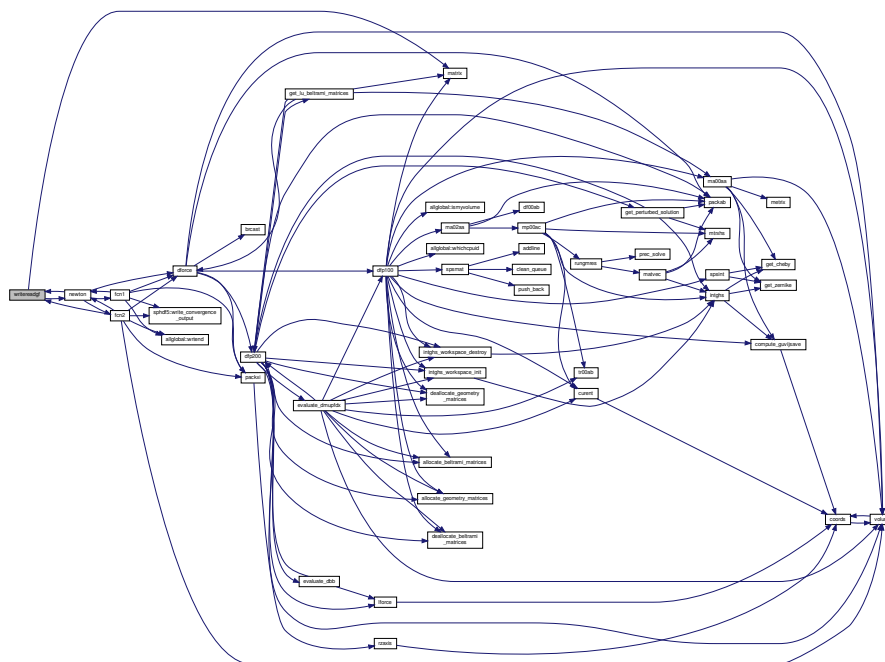 matrix
get_lu_beltrami_matrices
ma00aa
packab
metrix
allglobal::ismyvolume
df00ab
get_perturbed_solution
ma02aa
mp00ac
mtrxhs
brcast
allglobal::whichcpuid
addline
prec_solve
rungmres
get_cheby
dforce
dfp100
spsmat
clean_queue
matvec
spsint
get_zernike
push_back
writereadgf
newton
fcn1
intghs
fcn2
sphdf5::write_convergence
_output
allglobal::wrtend
compute_guvijsave
dfp200
intghs_workspace_destroy
packxi
intghs_workspace_init
tr00ab
deallocate_geometry
_matrices
curent
evaluate_dmupfdx
allocate_beltrami_matrices
allocate_geometry_matrices
coords
volu
deallocate_beltrami
_matrices
evaluate_dbb
lforce
rzaxis